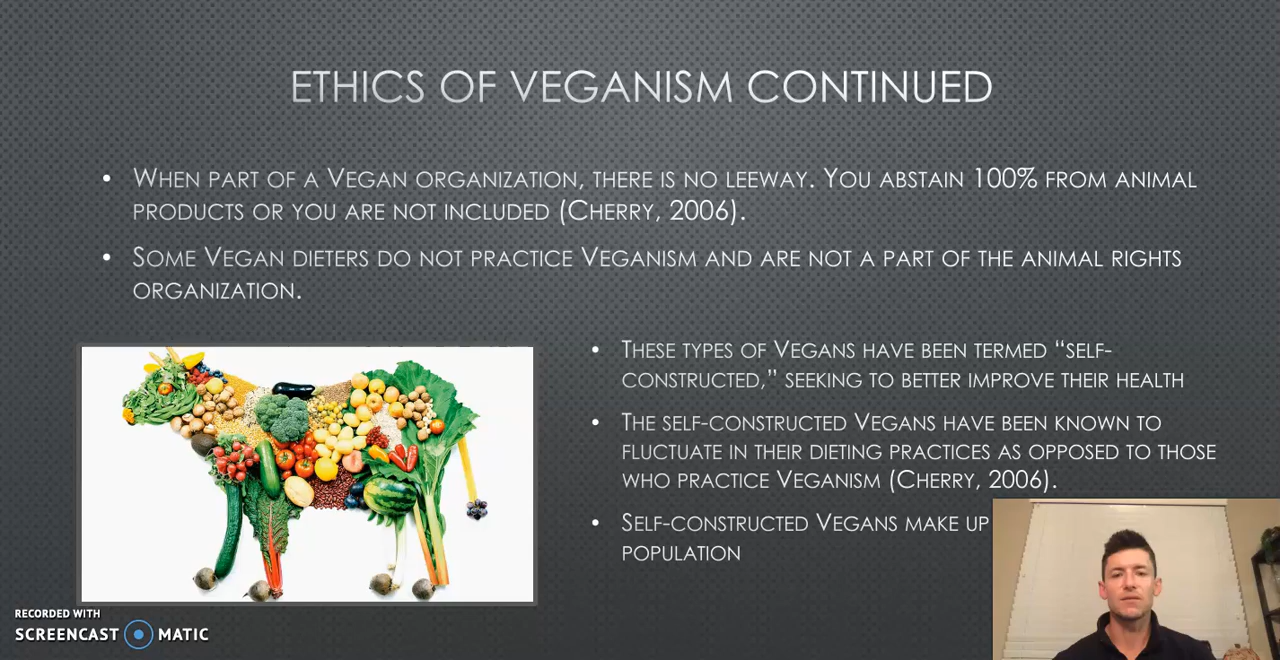 ETHICS OF VEGANISM CONTINUED
• WHEN PART OF A VEGAN ORGANIZATION, THERE IS NO LEEWAY. YOU ABSTAIN 100% FROM ANIMAL
PRODUCTS OR YOU ARE NOT INCLUDED (CHERRY, 2006).
• SOME VEGAN DIETERS DO NOT PRACTICE VEGANISM AND ARE NOT A PART OF THE ANIMAL RIGHTS
ORGANIZATION.
• THESE TYPES OF VEGANS HAVE BEEN TERMED “SELF-
CONSTRUCTED,” SEEKING TO BETTER IMPROVE THEIR HEALTH
• THE SELF-CONSTRUCTED VEGANS HAVE BEEN KNOWN TO
FLUCTUATE IN THEIR DIETING PRACTICES AS OPPOSED TO THOSE
WHO PRACTICE VEGANISM (CHERRY, 2006).
• SELF-CONSTRUCTED VEGANS MAKE UP
POPULATION
RECORDED WITH
SCREENCAST MATIC